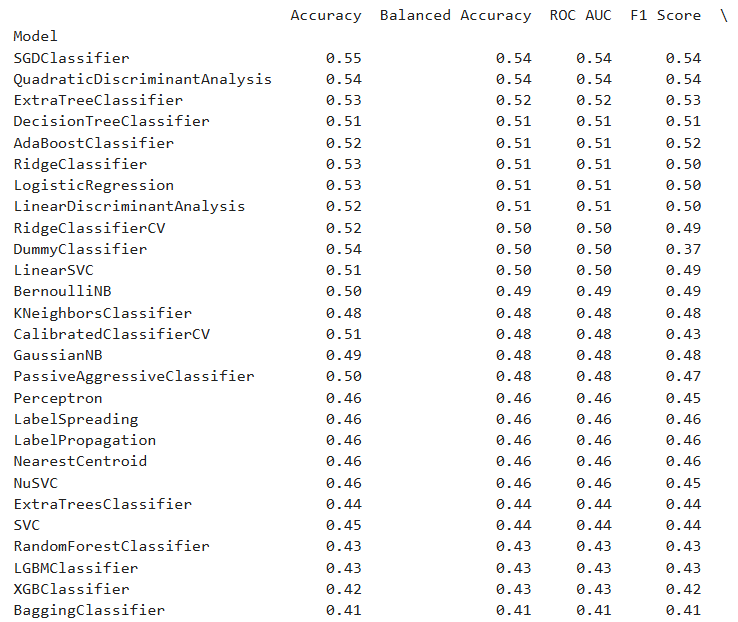 Accuracy Balanced Accuracy ROC AUC F1 Score \
Model
SGDClassifier 0.55 0.54 0.54 0.54
QuadraticDiscriminantAnalysis 0.54 0.54 0.54 0.54
ExtraTreeClassifier 0.53 0.52 0.52 0.53
DecisionTreeClassifier 0.51 0.51 0.51 0.51
AdaBoostClassifier 0.52 0.51 0.51 0.52
RidgeClassifier 0.53 0.51 0.51 0.50
LogisticRegression 0.53 0.51 0.51 0.50
LinearDiscriminantAnalysis 0.52 0.51 0.51 0.50
RidgeClassifierCV 0.52 0.50 0.50 0.49
DummyClassifier 0.54 0.50 0.50 0.37
LinearSVC 0.51 0.50 0.50 0.49
BernoulliNB 0.50 0.49 0.49 0.49
KNeighborsClassifier 0.48 0.48 0.48 0.48
CalibratedClassifierCV 0.51 0.48 0.48 0.43
GaussianNB 0.49 0.48 0.48 0.48
PassiveAggressiveClassifier 0.50 0.48 0.48 0.47
Perceptron 0.46 0.46 0.46 0.45
LabelSpreading 0.46 0.46 0.46 0.46
LabelPropagation 0.46 0.46 0.46 0.46
NearestCentroid 0.46 0.46 0.46 0.46
NuSVC 0.46 0.46 0.46 0.45
ExtraTreesClassifier 0.44 0.44 0.44 0.44
SVC 0.45 0.44 0.44 0.44
RandomForestClassifier 0.43 0.43 0.43 0.43
LGBMClassifier 0.43 0.43 0.43 0.43
XGBClassifier 0.42 0.43 0.43 0.42
BaggingClassifier 0.41 0.41 0.41 0.41